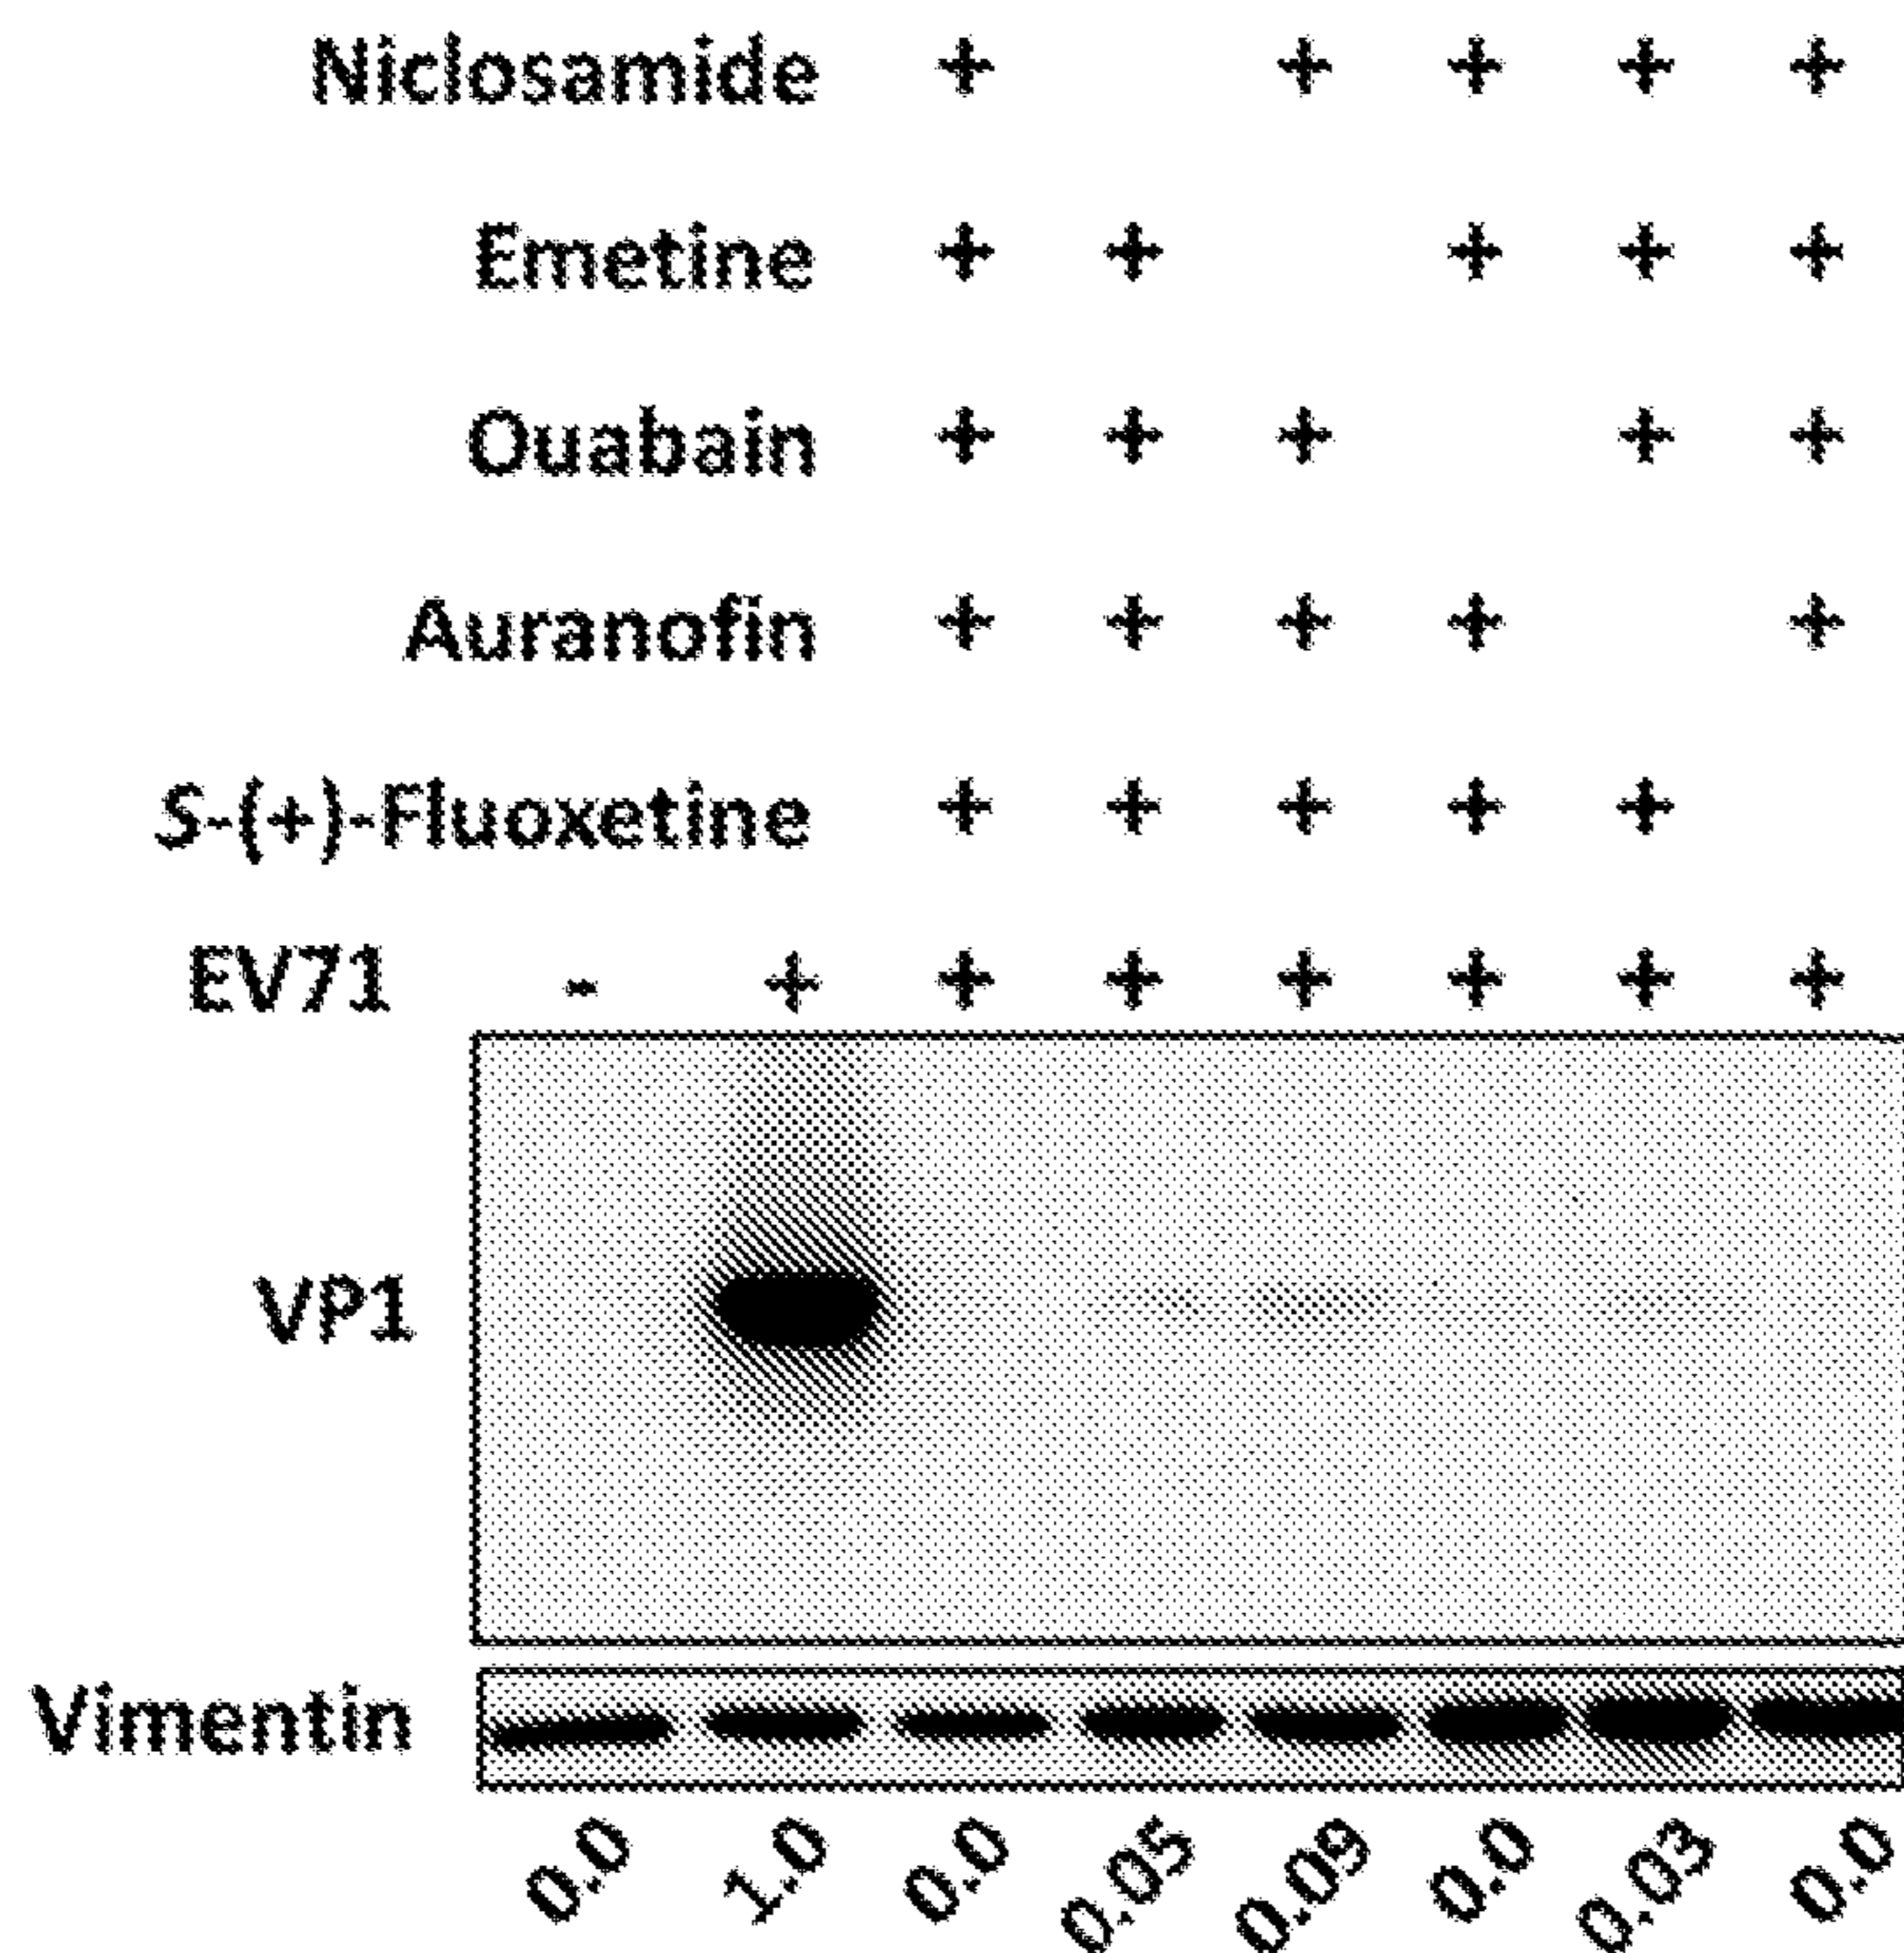 Niclosamide + + + + +
Emetine + + + + +
Ouabain + + + + +
Auranofin + + + + +
S-(+)-Fluoxetine + + + + +
EV71 - + + + + + + +
VP1
Vimentin
0.0 1.0 0.0 0.05 0.09 0.0 0.03 0.0